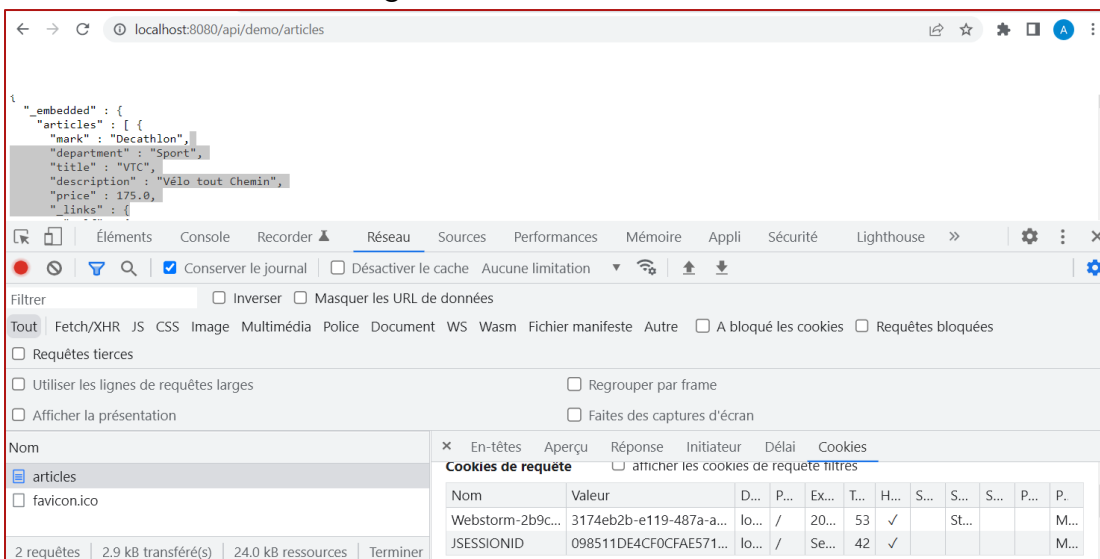 localhost:8080/api/demo/articles
A
{
"_embedded" : {
"articles" : [ {
"mark" : "Decathlon",
"department" : "Sport",
"title" : "VTC",
"description" : "Vélo tout Chemin",
"price" : 175.0,
"_links" : {
Éléments Console Recorder Réseau Sources Performances Mémoire Appli Sécurité Lighthouse »
Conserver le journal Désactiver le cache Aucune limitation
Filtrer Inverser Masquer les URL de données
Tout Fetch/XHR JS CSS Image Multimédia Police Document WS Wasm Fichier manifeste Autre A bloqué les cookies Requêtes bloquées
Requêtes tierces
Utiliser les lignes de requêtes larges Regrouper par frame
Afficher la présentation Faites des captures d'écran
Nom × En-têtes Aperçu Réponse Initiateur Délai Cookies
Cookies de requête afficher les cookies de requête filtrés
articles
Nom Valeur D... P... Ex... T... H... S... S... S... P... P.
favicon.ico
Webstorm-2b9c... 3174eb2b-e119-487a-a... lo... / 20... 53 ✓ St... M...
JSESSIONID 098511DE4CF0CFAE571... lo... / Se... 42 ✓ M...
2 requêtes 2.9 kB transféré(s) 24.0 kB ressources Terminer